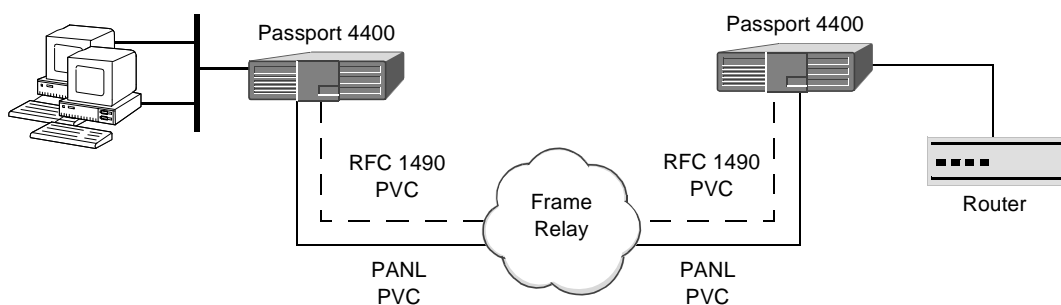 Passport 4400
Passport 4400
RFC 1490
PVC
RFC 1490
PVC
Frame
Relay
Router
PANL
PVC
PANL
PVC